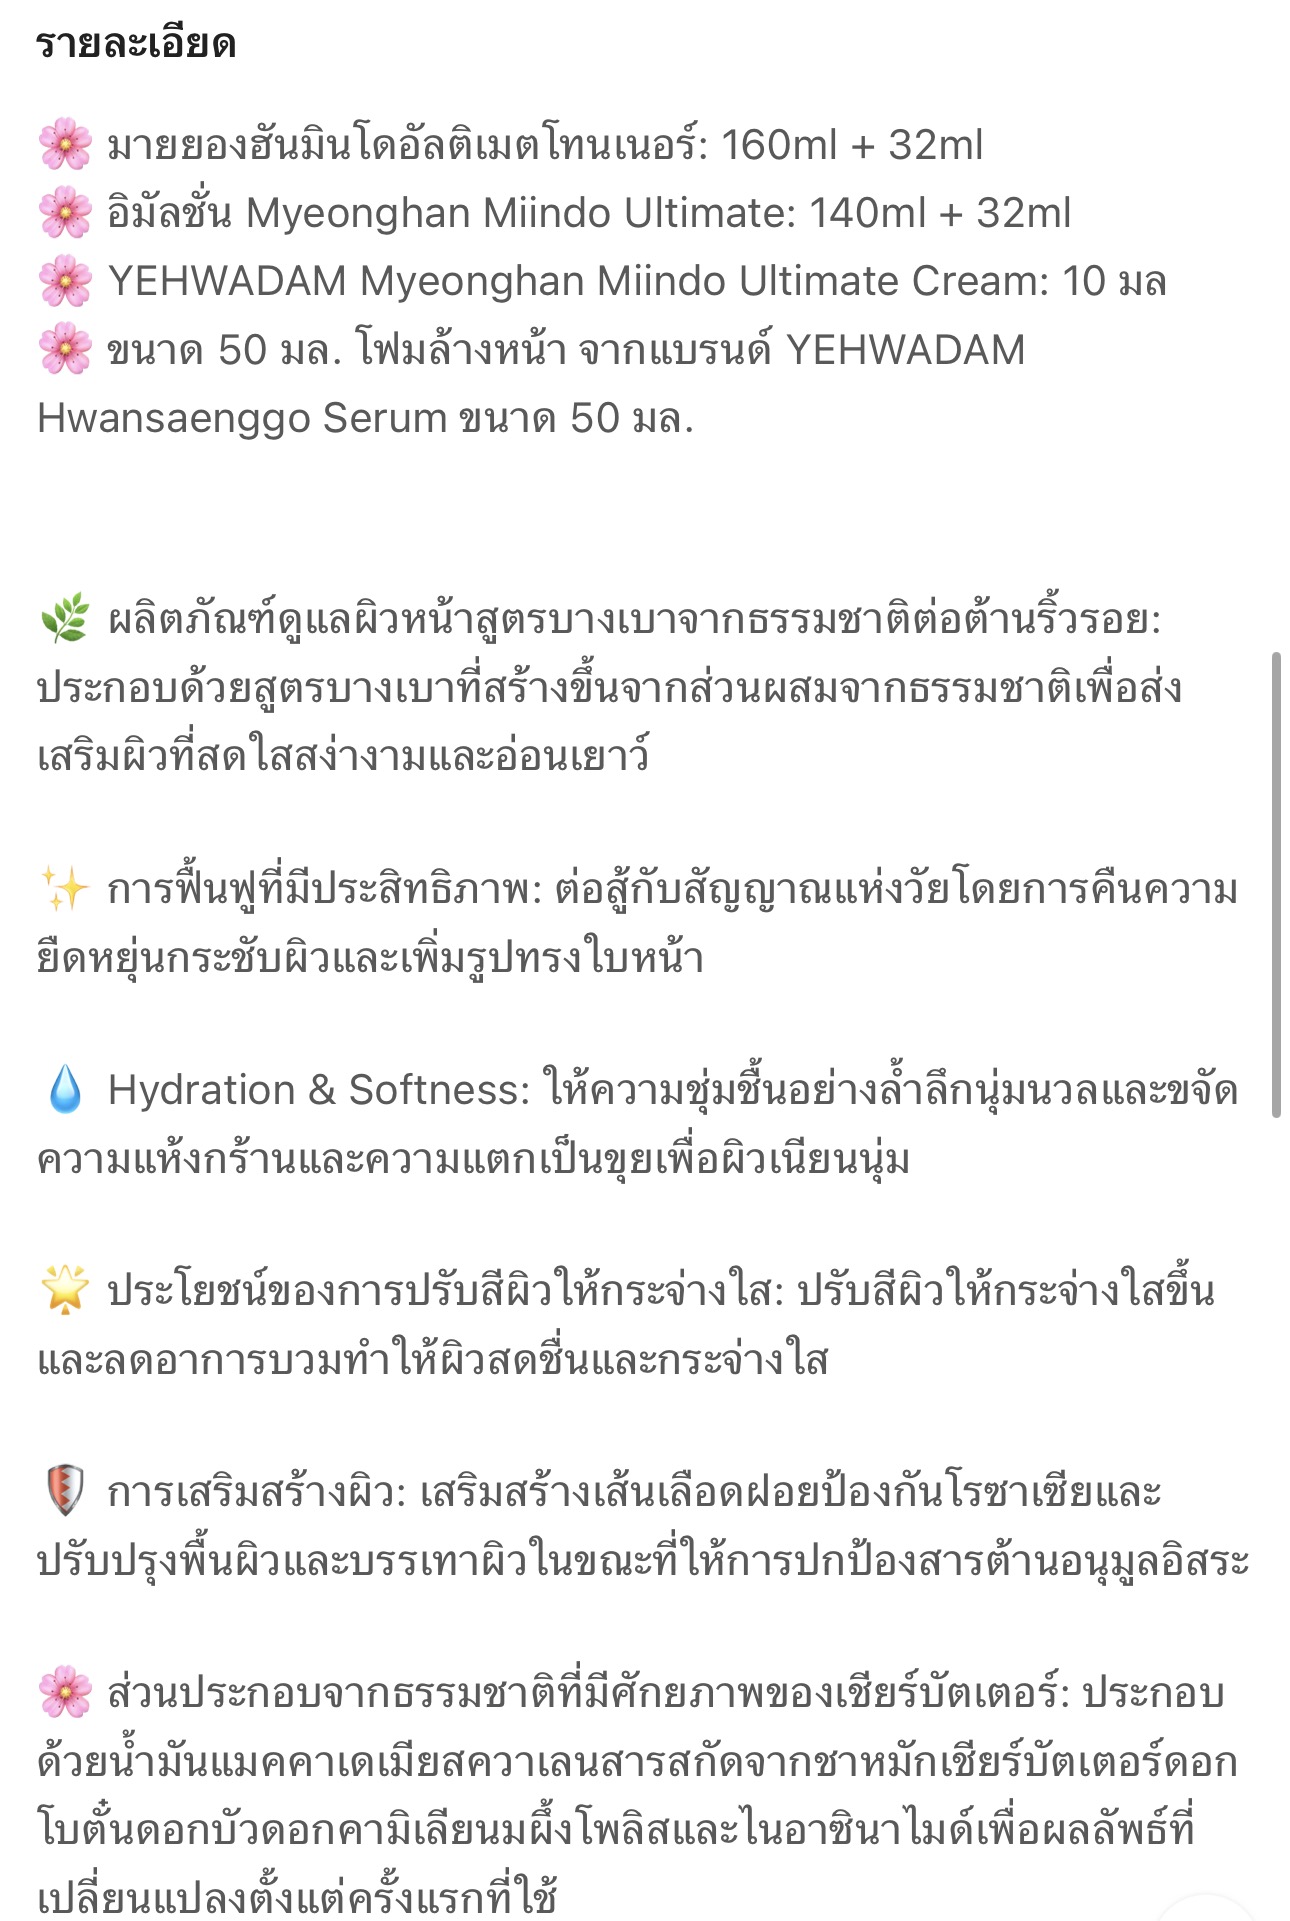 รายละเอียด
🌸 มายยองฮันมินโดอัลติเมตโทนเนอร์: 160ml + 32ml
🌸 อิมัลชั่น Myeonghan Miindo Ultimate: 140ml + 32ml
🌸 YEHWADAM Myeonghan Miindo Ultimate Cream: 10 มล
🌸 ขนาด 50 มล. โฟมล้างหน้า จากแบรนด์ YEHWADAM
Hwansaenggo Serum ขนาด 50 มล.
🌿 ผลิตภัณฑ์ดูแลผิวหน้าสูตรบางเบาจากธรรมชาติต่อต้านริ้วรอย:
ประกอบด้วยสูตรบางเบาที่สร้างขึ้นจากส่วนผสมจากธรรมชาติเพื่อส่ง
เสริมผิวที่สดใสสง่างามและอ่อนเยาว์
✨ การฟื้นฟูที่มีประสิทธิภาพ: ต่อสู้กับสัญญาณแห่งวัยโดยการคืนความ
ยืดหยุ่นกระชับผิวและเพิ่มรูปทรงใบหน้า
💧 Hydration & Softness: ให้ความชุ่มชื้นอย่างล้ำลึกนุ่มนวลและขจัด
ความแห้งกร้านและความแตกเป็นขุยเพื่อผิวเนียนนุ่ม
🌟 ประโยชน์ของการปรับสีผิวให้กระจ่างใส: ปรับสีผิวให้กระจ่างใสขึ้น
และลดอาการบวมทำให้ผิวสดชื่นและกระจ่างใส
🛡️ การเสริมสร้างผิว: เสริมสร้างเส้นเลือดฝอยป้องกันโรซาเซียและ
ปรับปรุงพื้นผิวและบรรเทาผิวในขณะที่ให้การปกป้องสารต้านอนุมูลอิสระ
🌸 ส่วนประกอบจากธรรมชาติที่มีศักยภาพของเชียร์บัตเตอร์: ประกอบ
ด้วยน้ำมันแมคคาเดเมียสควาเลนสารสกัดจากชาหมักเชียร์บัตเตอร์ดอก
โบตั๋นดอกบัวดอกคามิเลียนมผึ้งโพลิสและไนอาซินาไมด์เพื่อผลลัพธ์ที่
เปลี่ยนแปลงตั้งแต่ครั้งแรกที่ใช้